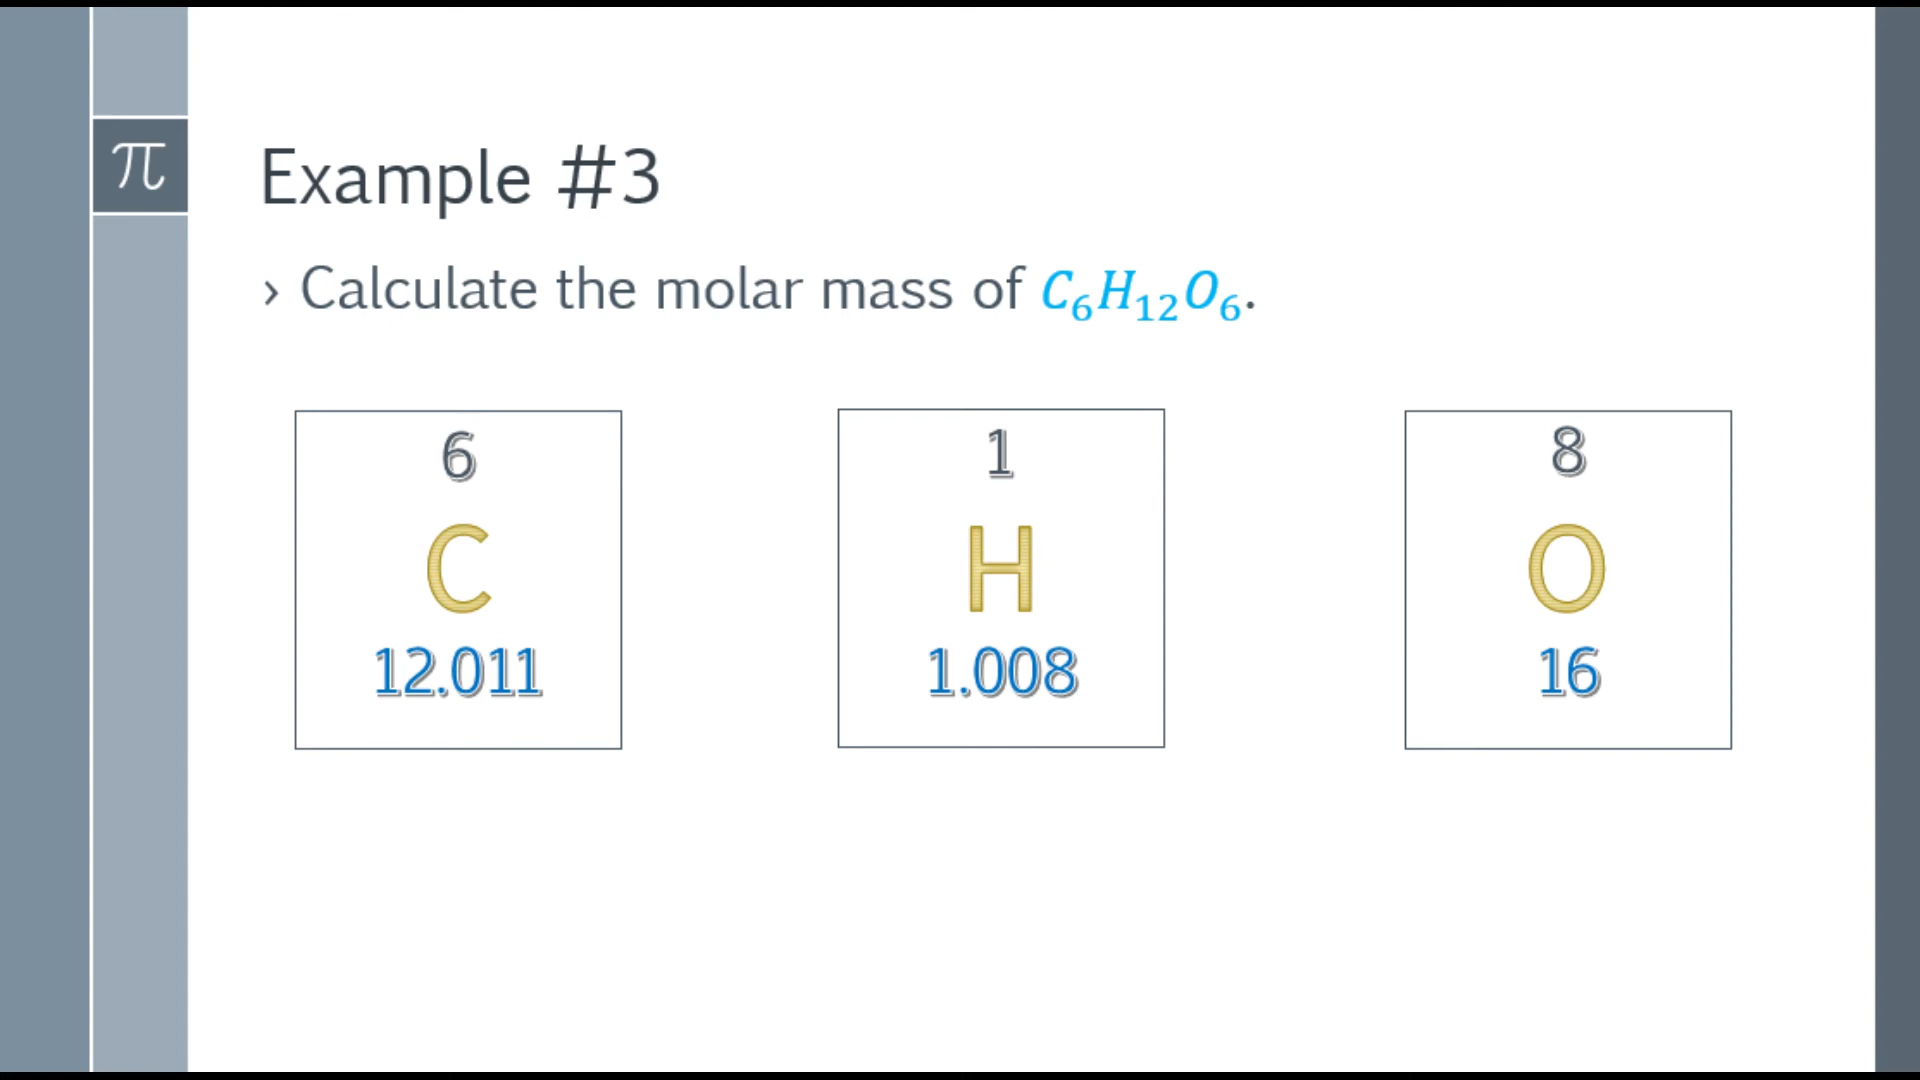 π
Example #3
› Calculate the molar mass of C₆H₁₂O₆.
6
C
12.011
1
H
1.008
8
O
16